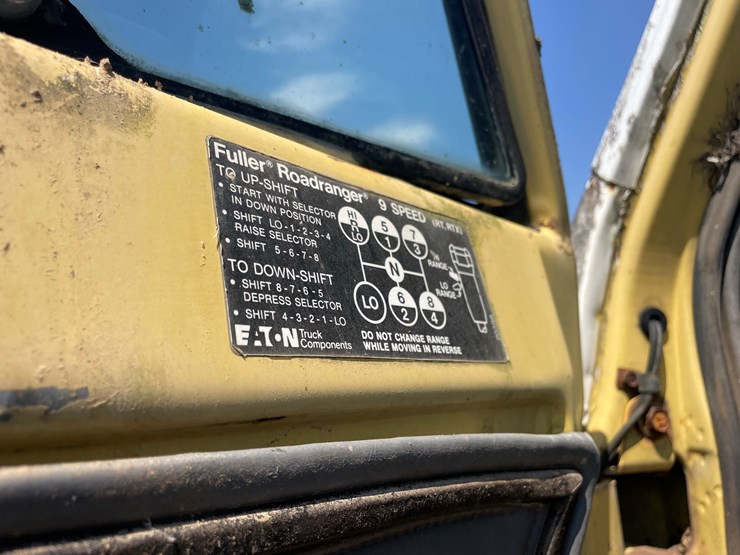 Fuller® Roadranger® 9 SPEED (RT, RTX)
TO UP-SHIFT
• START WITH SELECTOR
IN DOWN POSITION
• SHIFT LO-1-2-3-4
RAISE SELECTOR
• SHIFT 5-6-7-8
TO DOWN-SHIFT
• SHIFT 8-7-6-5
DEPRESS SELECTOR
• SHIFT 4-3-2-1-LO
HI
R
LO
5
1
7
3
N
LO
6
2
8
4
HI
RANGE
LO
RANGE
EATON Truck
Components
DO NOT CHANGE RANGE
WHILE MOVING IN REVERSE